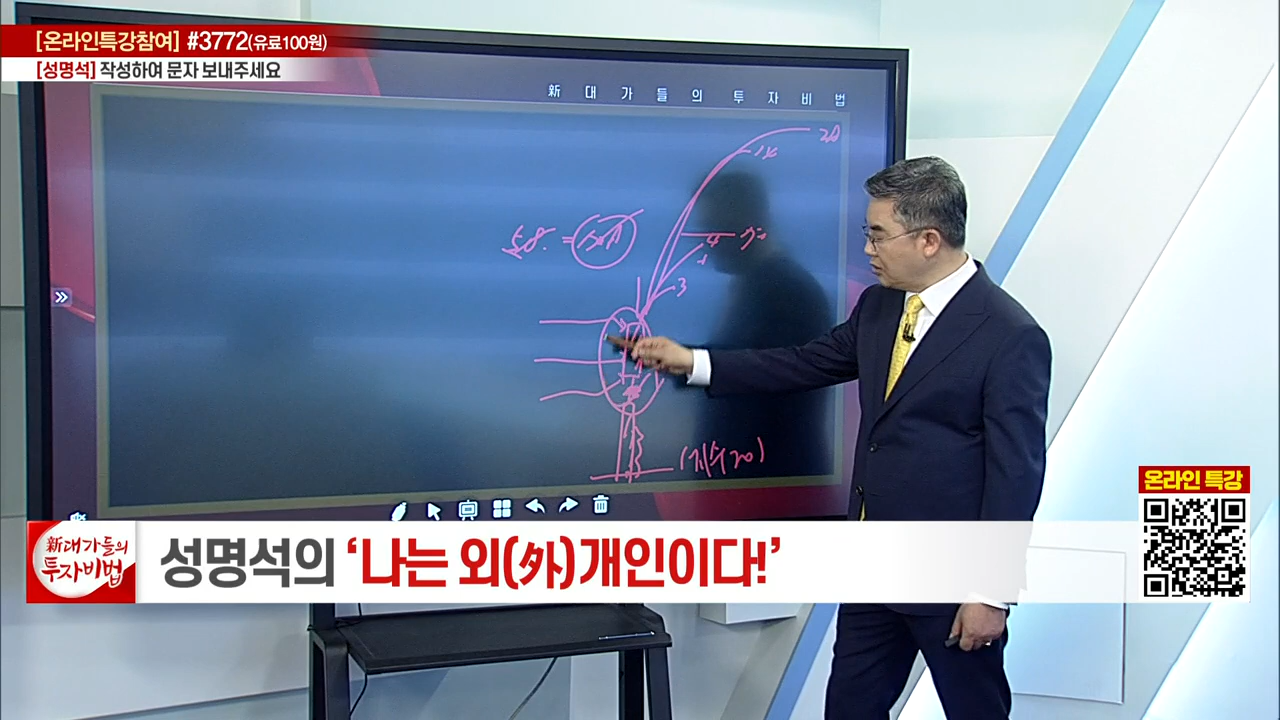 [온라인특강참여] #3772(유료100원)
[성명석] 작성하여 문자 보내주세요
新 대 가 들 의 투 자 비 법
3
온라인 특강
新대가들의
투자비법
성명석의 ‘나는 외(外)개인이다!’